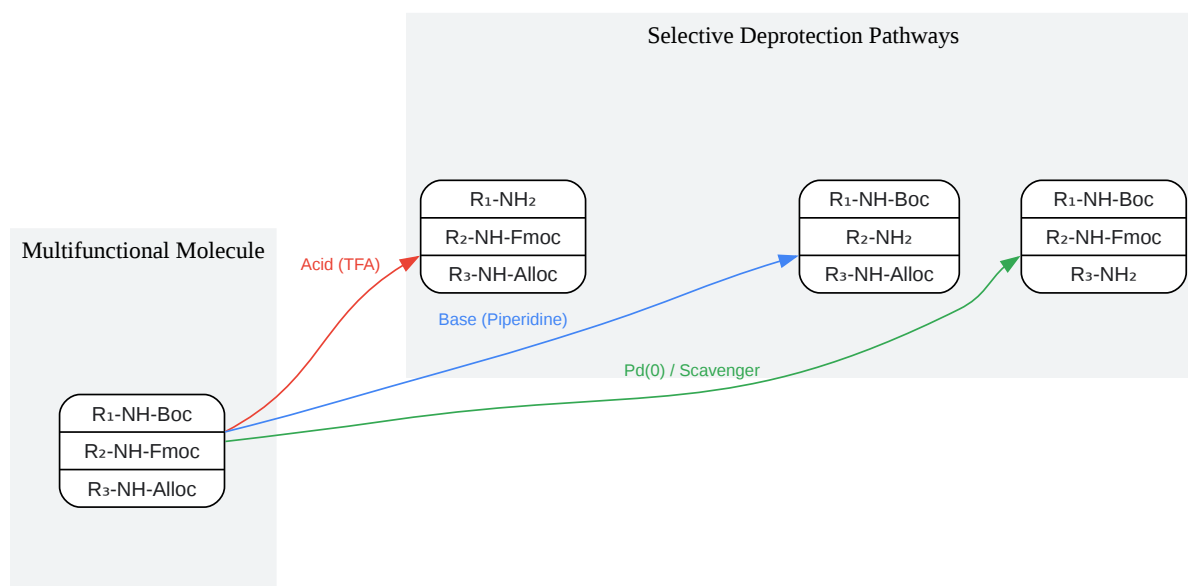 Selective Deprotection Pathways
R₁-NH₂
R₂-NH-Fmoc
R₃-NH-Alloc
R₁-NH-Boc
R₂-NH₂
R₃-NH-Alloc
R₁-NH-Boc
R₂-NH-Fmoc
R₃-NH₂
Multifunctional Molecule
Acid (TFA)
Base (Piperidine)
Pd(0) / Scavenger
R₁-NH-Boc
R₂-NH-Fmoc
R₃-NH-Alloc